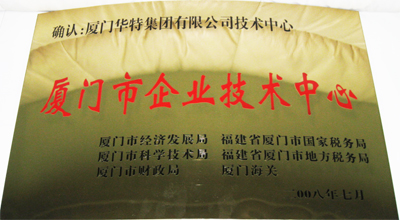 确认:厦门华特集团有限公司技术中心
厦门市企业技术中心
厦门市经济发展局 福建省厦门市国家税务局
厦门市科学技术局 福建省厦门市地方税务局
厦门市财政局 厦门海关
二〇〇八年七月